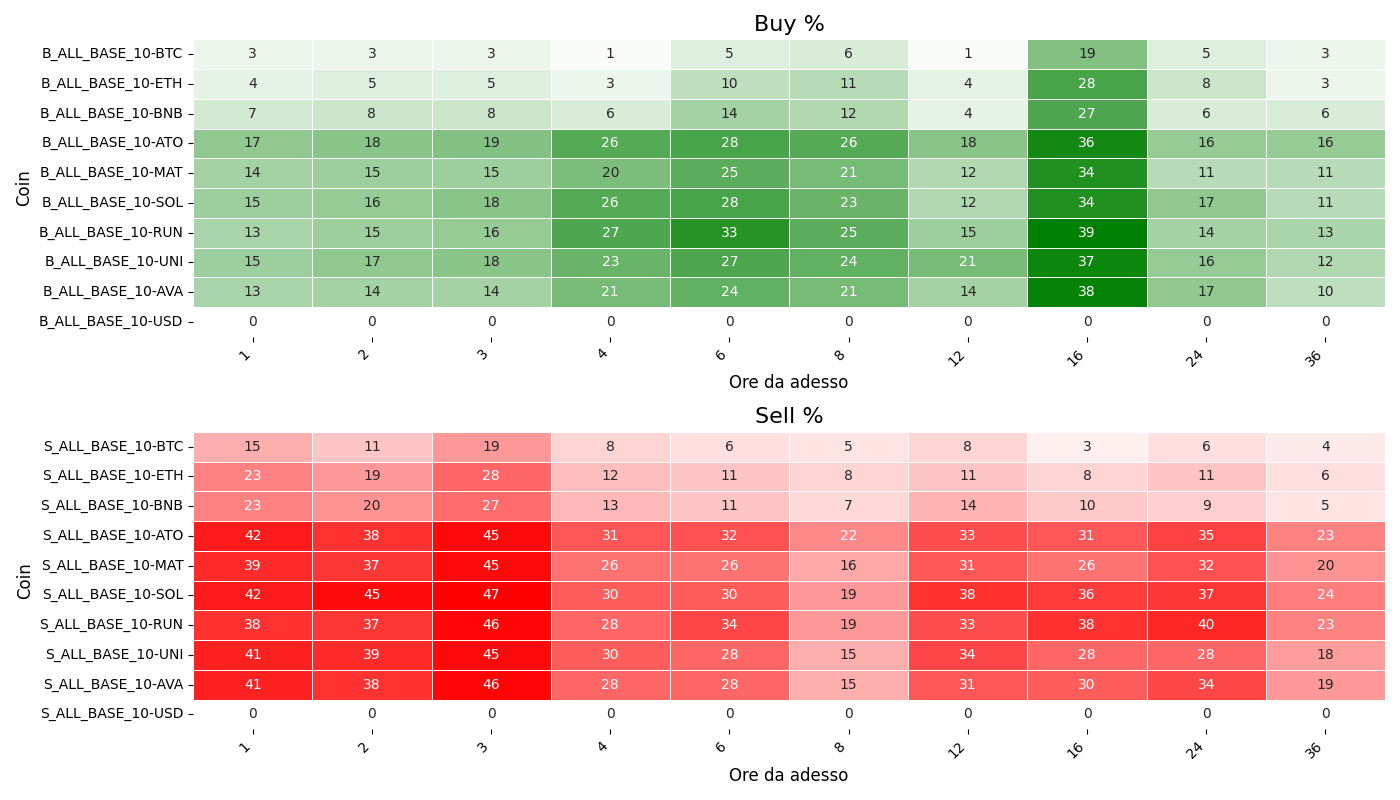 Buy %
Coin
B_ALL_BASE_10-BTC 3 3 3 1 5 6 1 19 5 3
B_ALL_BASE_10-ETH 4 5 5 3 10 11 4 28 8 3
B_ALL_BASE_10-BNB 7 8 8 6 14 12 4 27 6 6
B_ALL_BASE_10-ATO 17 18 19 26 28 26 18 36 16 16
B_ALL_BASE_10-MAT 14 15 15 20 25 21 12 34 11 11
B_ALL_BASE_10-SOL 15 16 18 26 28 23 12 34 17 11
B_ALL_BASE_10-RUN 13 15 16 27 33 25 15 39 14 13
B_ALL_BASE_10-UNI 15 17 18 23 27 24 21 37 16 12
B_ALL_BASE_10-AVA 13 14 14 21 24 21 14 38 17 10
B_ALL_BASE_10-USD 0 0 0 0 0 0 0 0 0 0
1 2 3 4 6 8 12 16 24 36
Ore da adesso
Sell %
Coin
S_ALL_BASE_10-BTC 15 11 19 8 6 5 8 3 6 4
S_ALL_BASE_10-ETH 23 19 28 12 11 8 11 8 11 6
S_ALL_BASE_10-BNB 23 20 27 13 11 7 14 10 9 5
S_ALL_BASE_10-ATO 42 38 45 31 32 22 33 31 35 23
S_ALL_BASE_10-MAT 39 37 45 26 26 16 31 26 32 20
S_ALL_BASE_10-SOL 42 45 47 30 30 19 38 36 37 24
S_ALL_BASE_10-RUN 38 37 46 28 34 19 33 38 40 23
S_ALL_BASE_10-UNI 41 39 45 30 28 15 34 28 28 18
S_ALL_BASE_10-AVA 41 38 46 28 28 15 31 30 34 19
S_ALL_BASE_10-USD 0 0 0 0 0 0 0 0 0 0
1 2 3 4 6 8 12 16 24 36
Ore da adesso